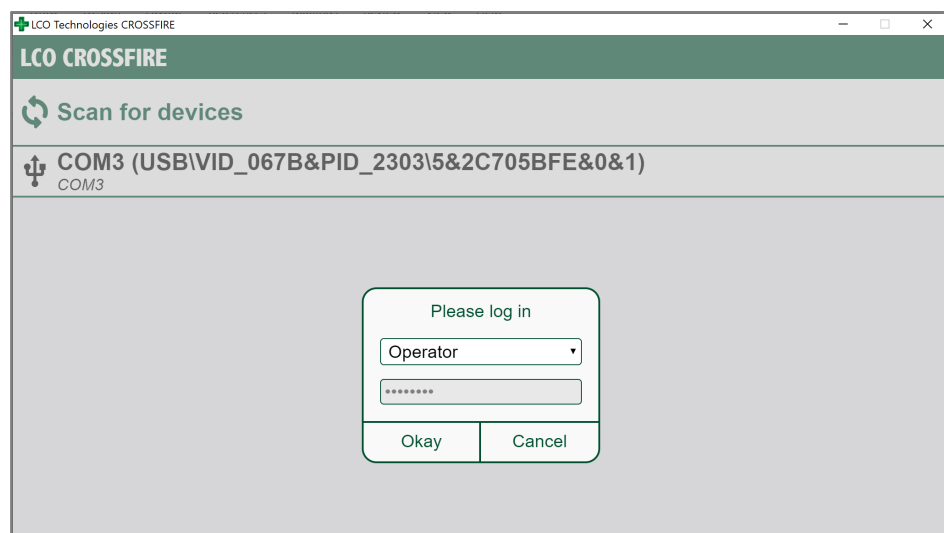 LCO Technologies CROSSFIRE
LCO CROSSFIRE
Scan for devices
COM3 (USB\VID_067B&PID_2303\5&2C705BFE&0&1)
COM3
Please log in
Operator
••••••••
Okay
Cancel